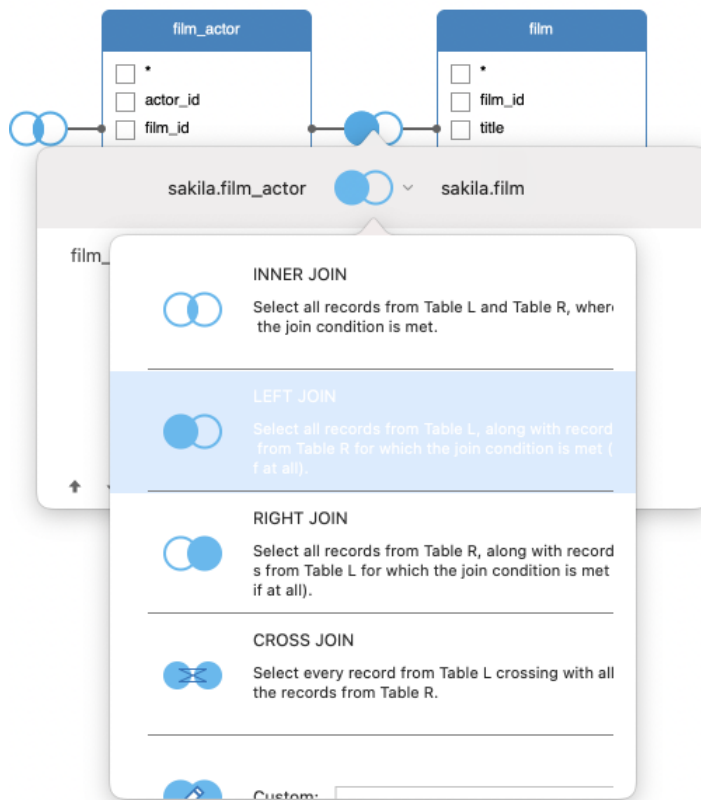 film_actor
film
*
actor_id
film_id
*
film_id
title
sakila.film_actor
sakila.film
film_
INNER JOIN
Select all records from Table L and Table R, where
the join condition is met.
LEFT JOIN
Select all records from Table L, along with record
from Table R for which the join condition is met (
f at all).
RIGHT JOIN
Select all records from Table R, along with record
s from Table L for which the join condition is met
if at all).
CROSS JOIN
Select every record from Table L crossing with all
the records from Table R.
Custom: